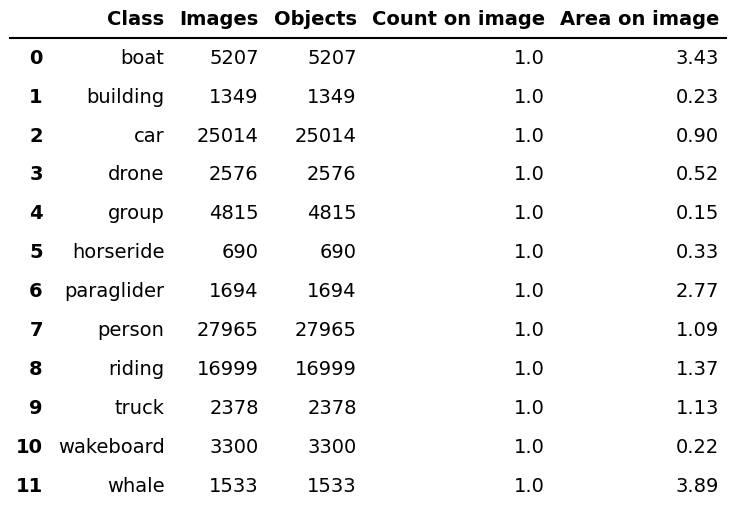 Class Images Objects Count on image Area on image
0 boat 5207 5207 1.0 3.43
1 building 1349 1349 1.0 0.23
2 car 25014 25014 1.0 0.90
3 drone 2576 2576 1.0 0.52
4 group 4815 4815 1.0 0.15
5 horseride 690 690 1.0 0.33
6 paraglider 1694 1694 1.0 2.77
7 person 27965 27965 1.0 1.09
8 riding 16999 16999 1.0 1.37
9 truck 2378 2378 1.0 1.13
10 wakeboard 3300 3300 1.0 0.22
11 whale 1533 1533 1.0 3.89